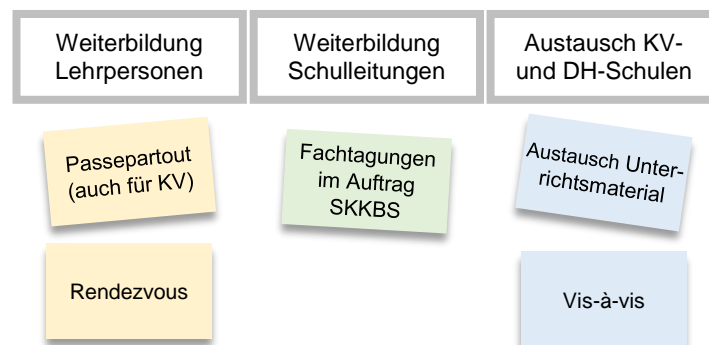 Weiterbildung
Lehrpersonen
Weiterbildung
Schulleitungen
Austausch KV-
und DH-Schulen
Passepartout
(auch für KV)
Fachtagungen
im Auftrag
SKKBS
Austausch Unter-
richtsmaterial
Rendezvous
Vis-à-vis